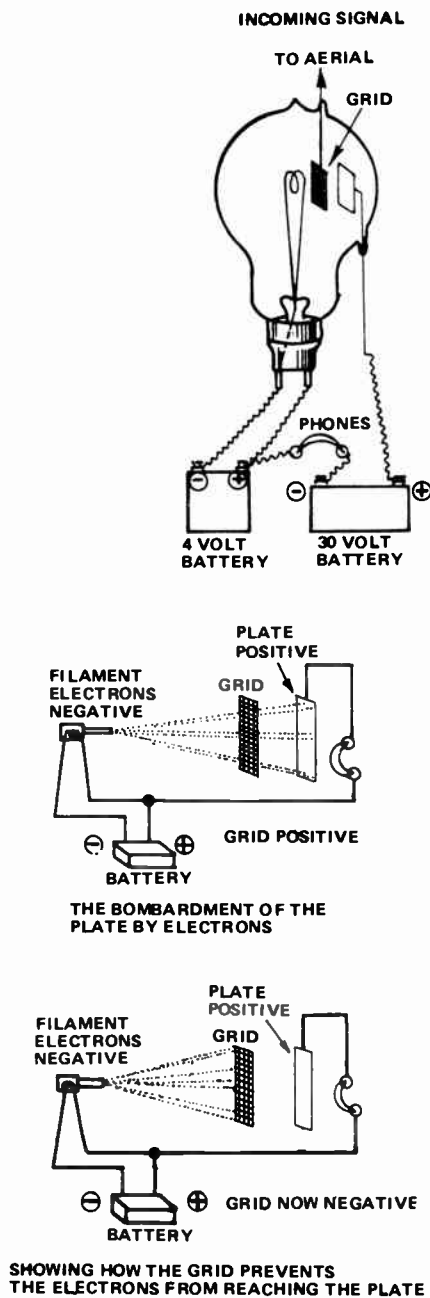 INCOMING SIGNAL
TO AERIAL
GRID
PHONES
⊖ ⊕ ⊖ ⊕
4 VOLT
BATTERY
30 VOLT
BATTERY
PLATE
POSITIVE
FILAMENT
ELECTRONS
NEGATIVE
GRID
⊖ ⊕
GRID POSITIVE
BATTERY
THE BOMBARDMENT OF THE
PLATE BY ELECTRONS
PLATE
POSITIVE
FILAMENT
ELECTRONS
NEGATIVE
GRID
⊖ ⊕
GRID NOW NEGATIVE
BATTERY
SHOWING HOW THE GRID PREVENTS
THE ELECTRONS FROM REACHING THE PLATE